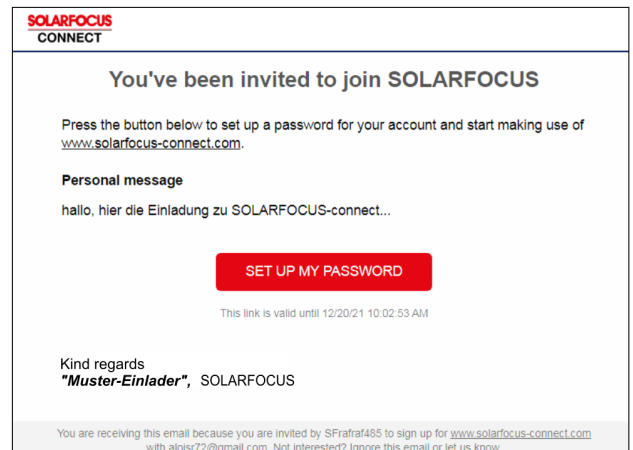 SOLARFOCUS
CONNECT
You've been invited to join SOLARFOCUS
Press the button below to set up a password for your account and start making use of
www.solarfocus-connect.com.
Personal message
hallo, hier die Einladung zu SOLARFOCUS-connect...
SET UP MY PASSWORD
This link is valid until 12/20/21 10:02:53 AM
Kind regards
"Muster-Einlader", SOLARFOCUS
You are receiving this email because you are invited by SFrafraf485 to sign up for www.solarfocus-connect.com
with aloisr72@gmail.com. Not interested? Ignore this email or let us know